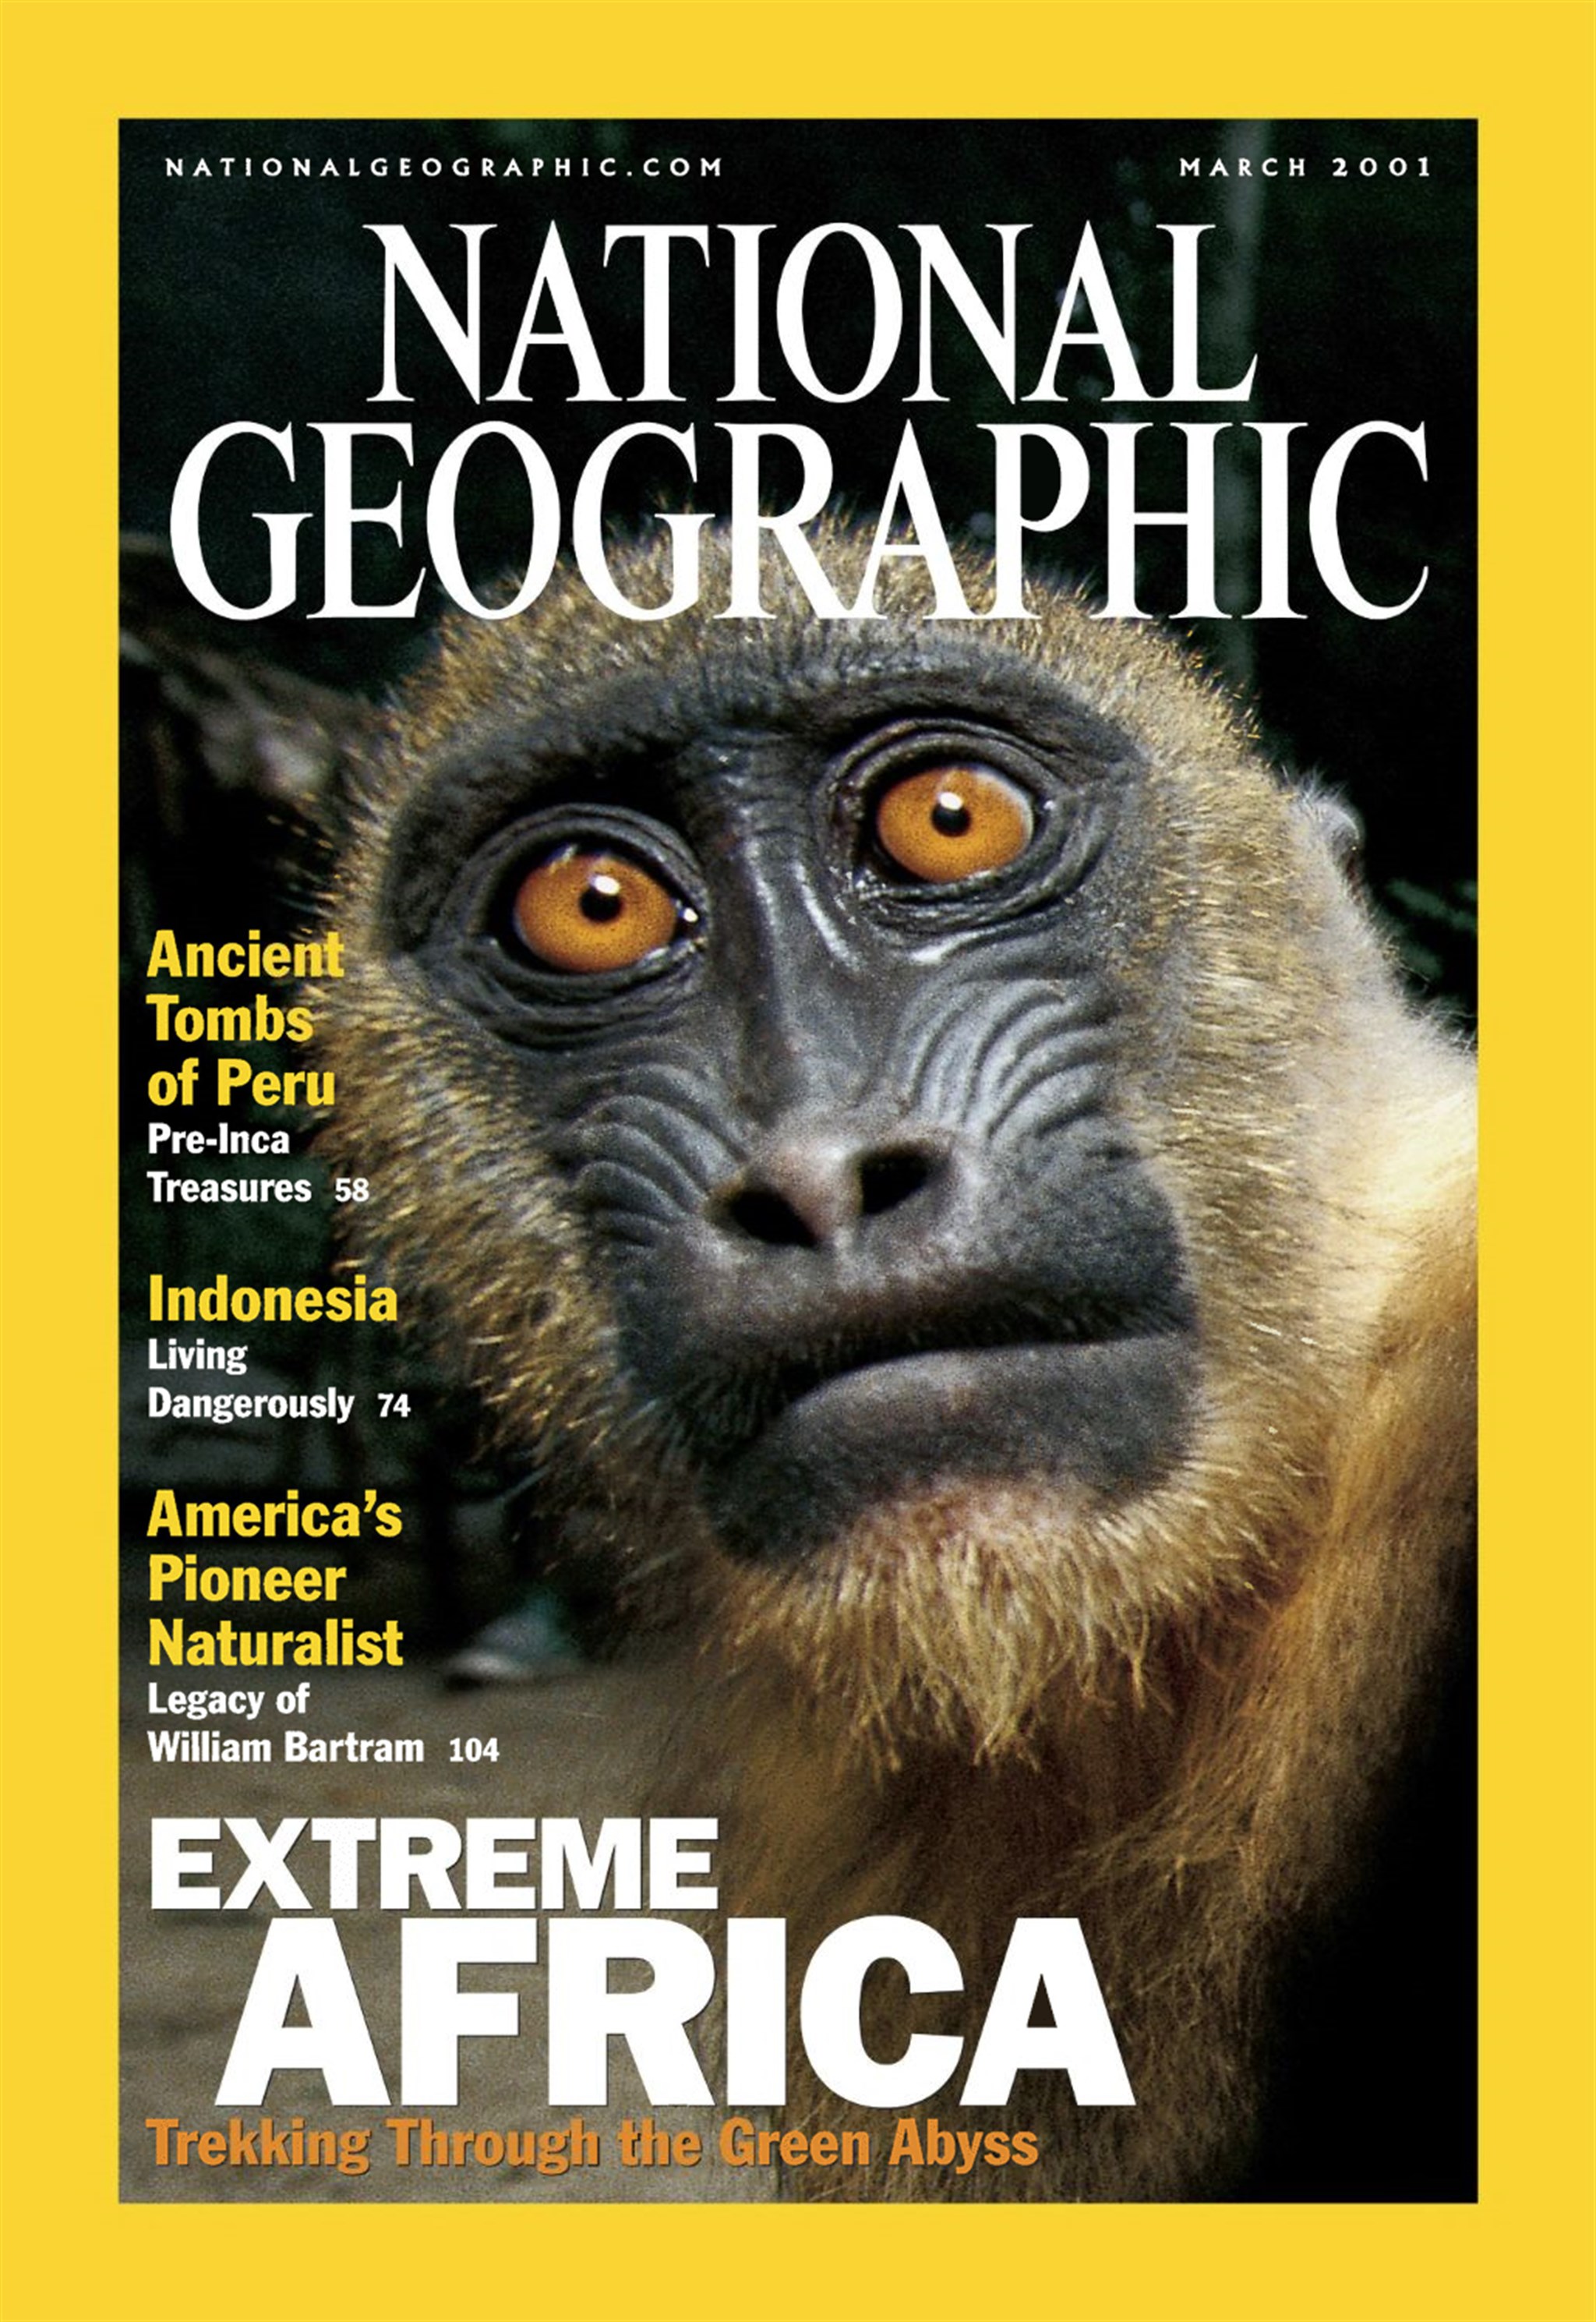 NATIONALGEOGRAPHIC.COM
MARCH 2001
NATIONAL
GEOGRAPHIC
Ancient
Tombs
of Peru
Pre-Inca
Treasures 58
Indonesia
Living
Dangerously 74
America's
Pioneer
Naturalist
Legacy of
William Bartram 104
EXTREME
AFRICA
Trekking Through the Green Abyss